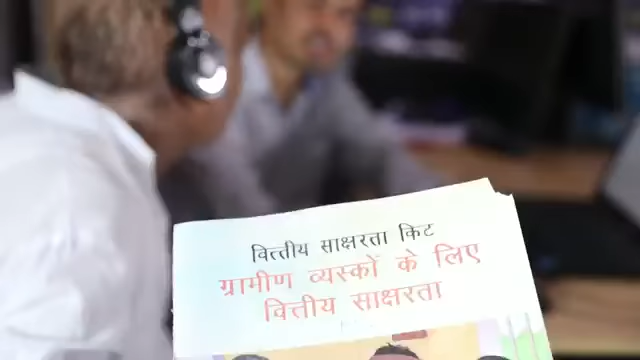 वित्तीय साक्षरता किट
ग्रामीण व्यस्कों के लिए
वित्तीय साक्षरता